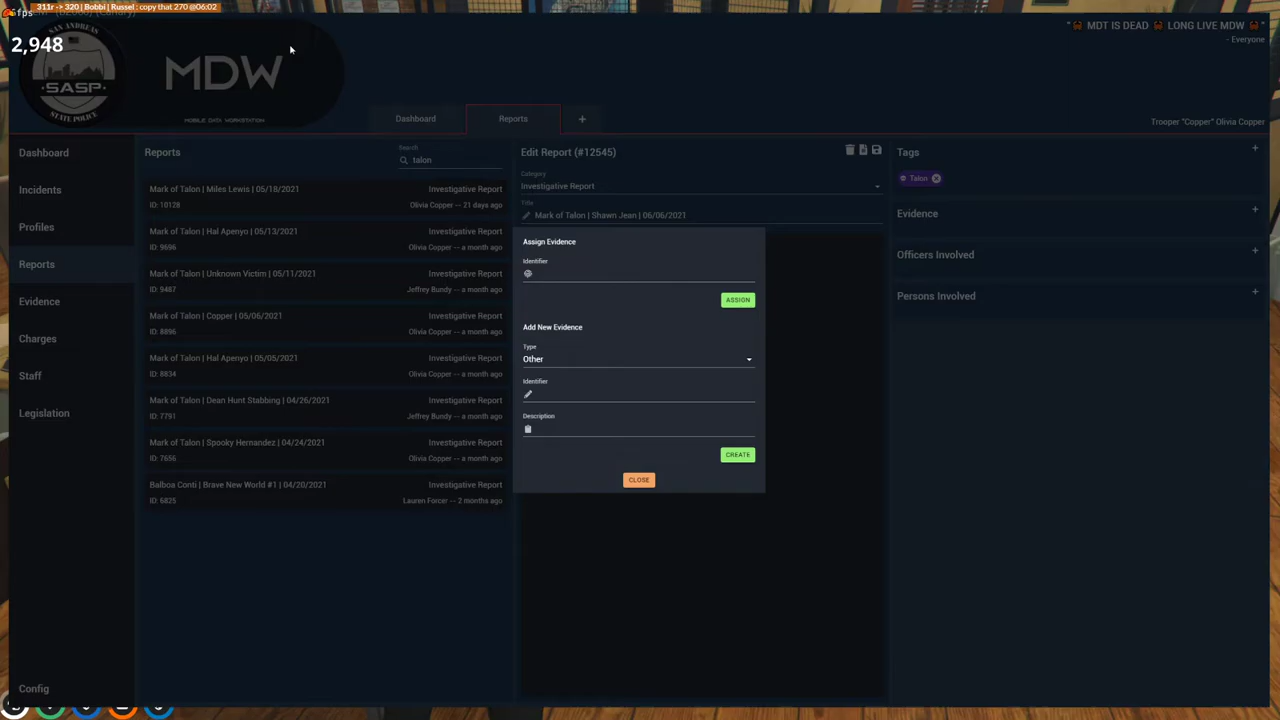 311r -> 320 | Bobbi | Russel : copy that 270 @06:02
fps
2,948
SAN ANDREAS
SASP
STATE POLICE
MDW
MOBILE DATA WORKSTATION
MDT IS DEAD LONG LIVE MDW
- Everyone
Dashboard
Reports
+
Trooper "Copper" Olivia Copper
Dashboard
Incidents
Profiles
Reports
Evidence
Charges
Staff
Legislation
Config
Reports
Search
talon
Mark of Talon | Miles Lewis | 05/18/2021 Investigative Report
ID: 10128 Olivia Copper -- 21 days ago
Mark of Talon | Hal Apenyo | 05/13/2021 Investigative Report
ID: 9696 Olivia Copper -- a month ago
Mark of Talon | Unknown Victim | 05/11/2021 Investigative Report
ID: 9487 Jeffrey Bundy -- a month ago
Mark of Talon | Copper | 05/06/2021 Investigative Report
ID: 8896 Olivia Copper -- a month ago
Mark of Talon | Hal Apenyo | 05/05/2021 Investigative Report
ID: 8834 Olivia Copper -- a month ago
Mark of Talon | Dean Hunt Stabbing | 04/26/2021 Investigative Report
ID: 7791 Jeffrey Bundy -- a month ago
Mark of Talon | Spooky Hernandez | 04/24/2021 Investigative Report
ID: 7656 Olivia Copper -- a month ago
Balboa Conti | Brave New World #1 | 04/20/2021 Investigative Report
ID: 6825 Lauren Forcer -- 2 months ago
Edit Report (#12545)
Category
Investigative Report
Title
Mark of Talon | Shawn Jean | 06/06/2021
Assign Evidence
Identifier
ASSIGN
Add New Evidence
Type
Other
Identifier
Description
CREATE
CLOSE
Tags +
Talon
Evidence +
Officers Involved +
Persons Involved +